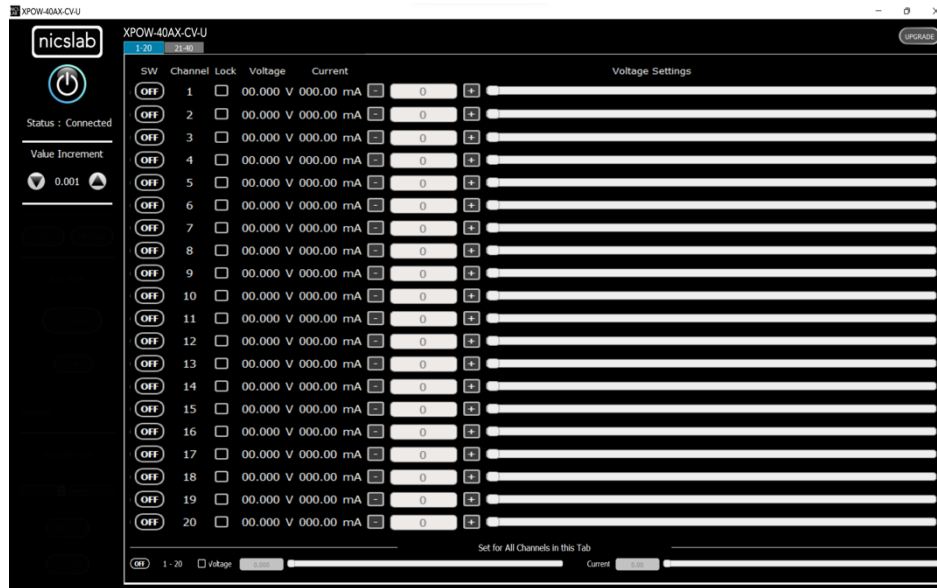 XPOW-40AX-CV-U
nicslab
XPOW-40AX-CV-U
UPGRADE
1-20 21-40
Status : Connected
Value Increment
0.001
SW Channel Lock Voltage Current Voltage Settings
OFF 1 00.000 V 000.00 mA - 0 +
OFF 2 00.000 V 000.00 mA - 0 +
OFF 3 00.000 V 000.00 mA - 0 +
OFF 4 00.000 V 000.00 mA - 0 +
OFF 5 00.000 V 000.00 mA - 0 +
OFF 6 00.000 V 000.00 mA - 0 +
OFF 7 00.000 V 000.00 mA - 0 +
OFF 8 00.000 V 000.00 mA - 0 +
OFF 9 00.000 V 000.00 mA - 0 +
OFF 10 00.000 V 000.00 mA - 0 +
OFF 11 00.000 V 000.00 mA - 0 +
OFF 12 00.000 V 000.00 mA - 0 +
OFF 13 00.000 V 000.00 mA - 0 +
OFF 14 00.000 V 000.00 mA - 0 +
OFF 15 00.000 V 000.00 mA - 0 +
OFF 16 00.000 V 000.00 mA - 0 +
OFF 17 00.000 V 000.00 mA - 0 +
OFF 18 00.000 V 000.00 mA - 0 +
OFF 19 00.000 V 000.00 mA - 0 +
OFF 20 00.000 V 000.00 mA - 0 +
Set for All Channels in this Tab
OFF 1 - 20 Voltage 0.000 Current 0.00